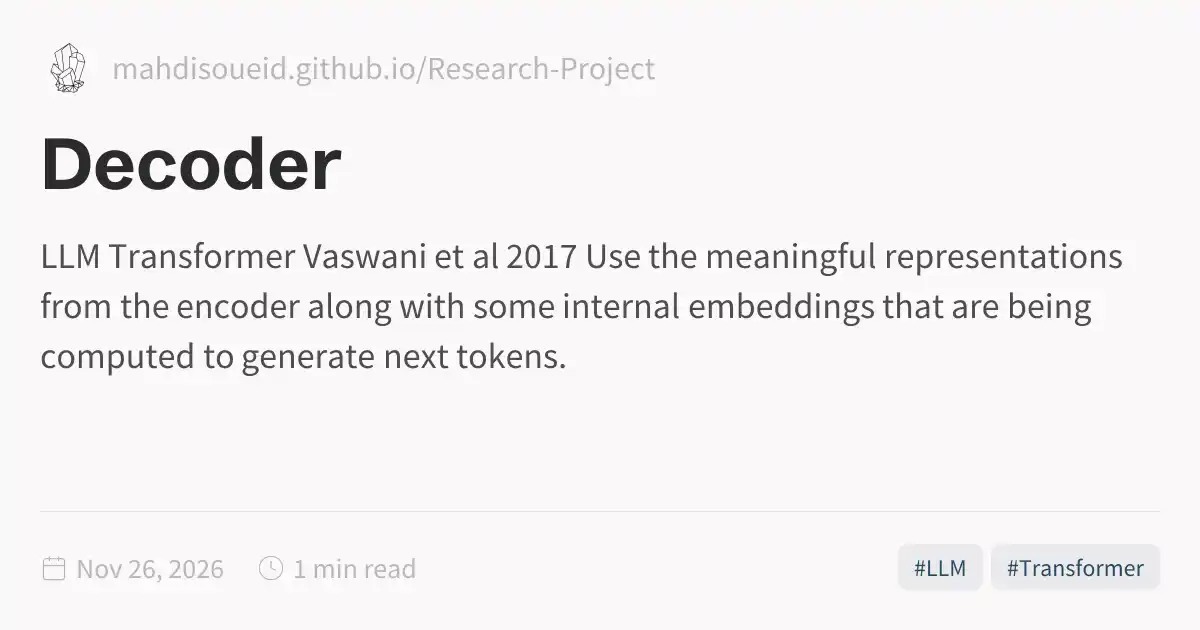 mahdisoueid.github.io/Research-Project
Decoder
LLM Transformer Vaswani et al 2017 Use the meaningful representations
from the encoder along with some internal embeddings that are being
computed to generate next tokens.
Nov 26, 2026
1 min read
#LLM
#Transformer